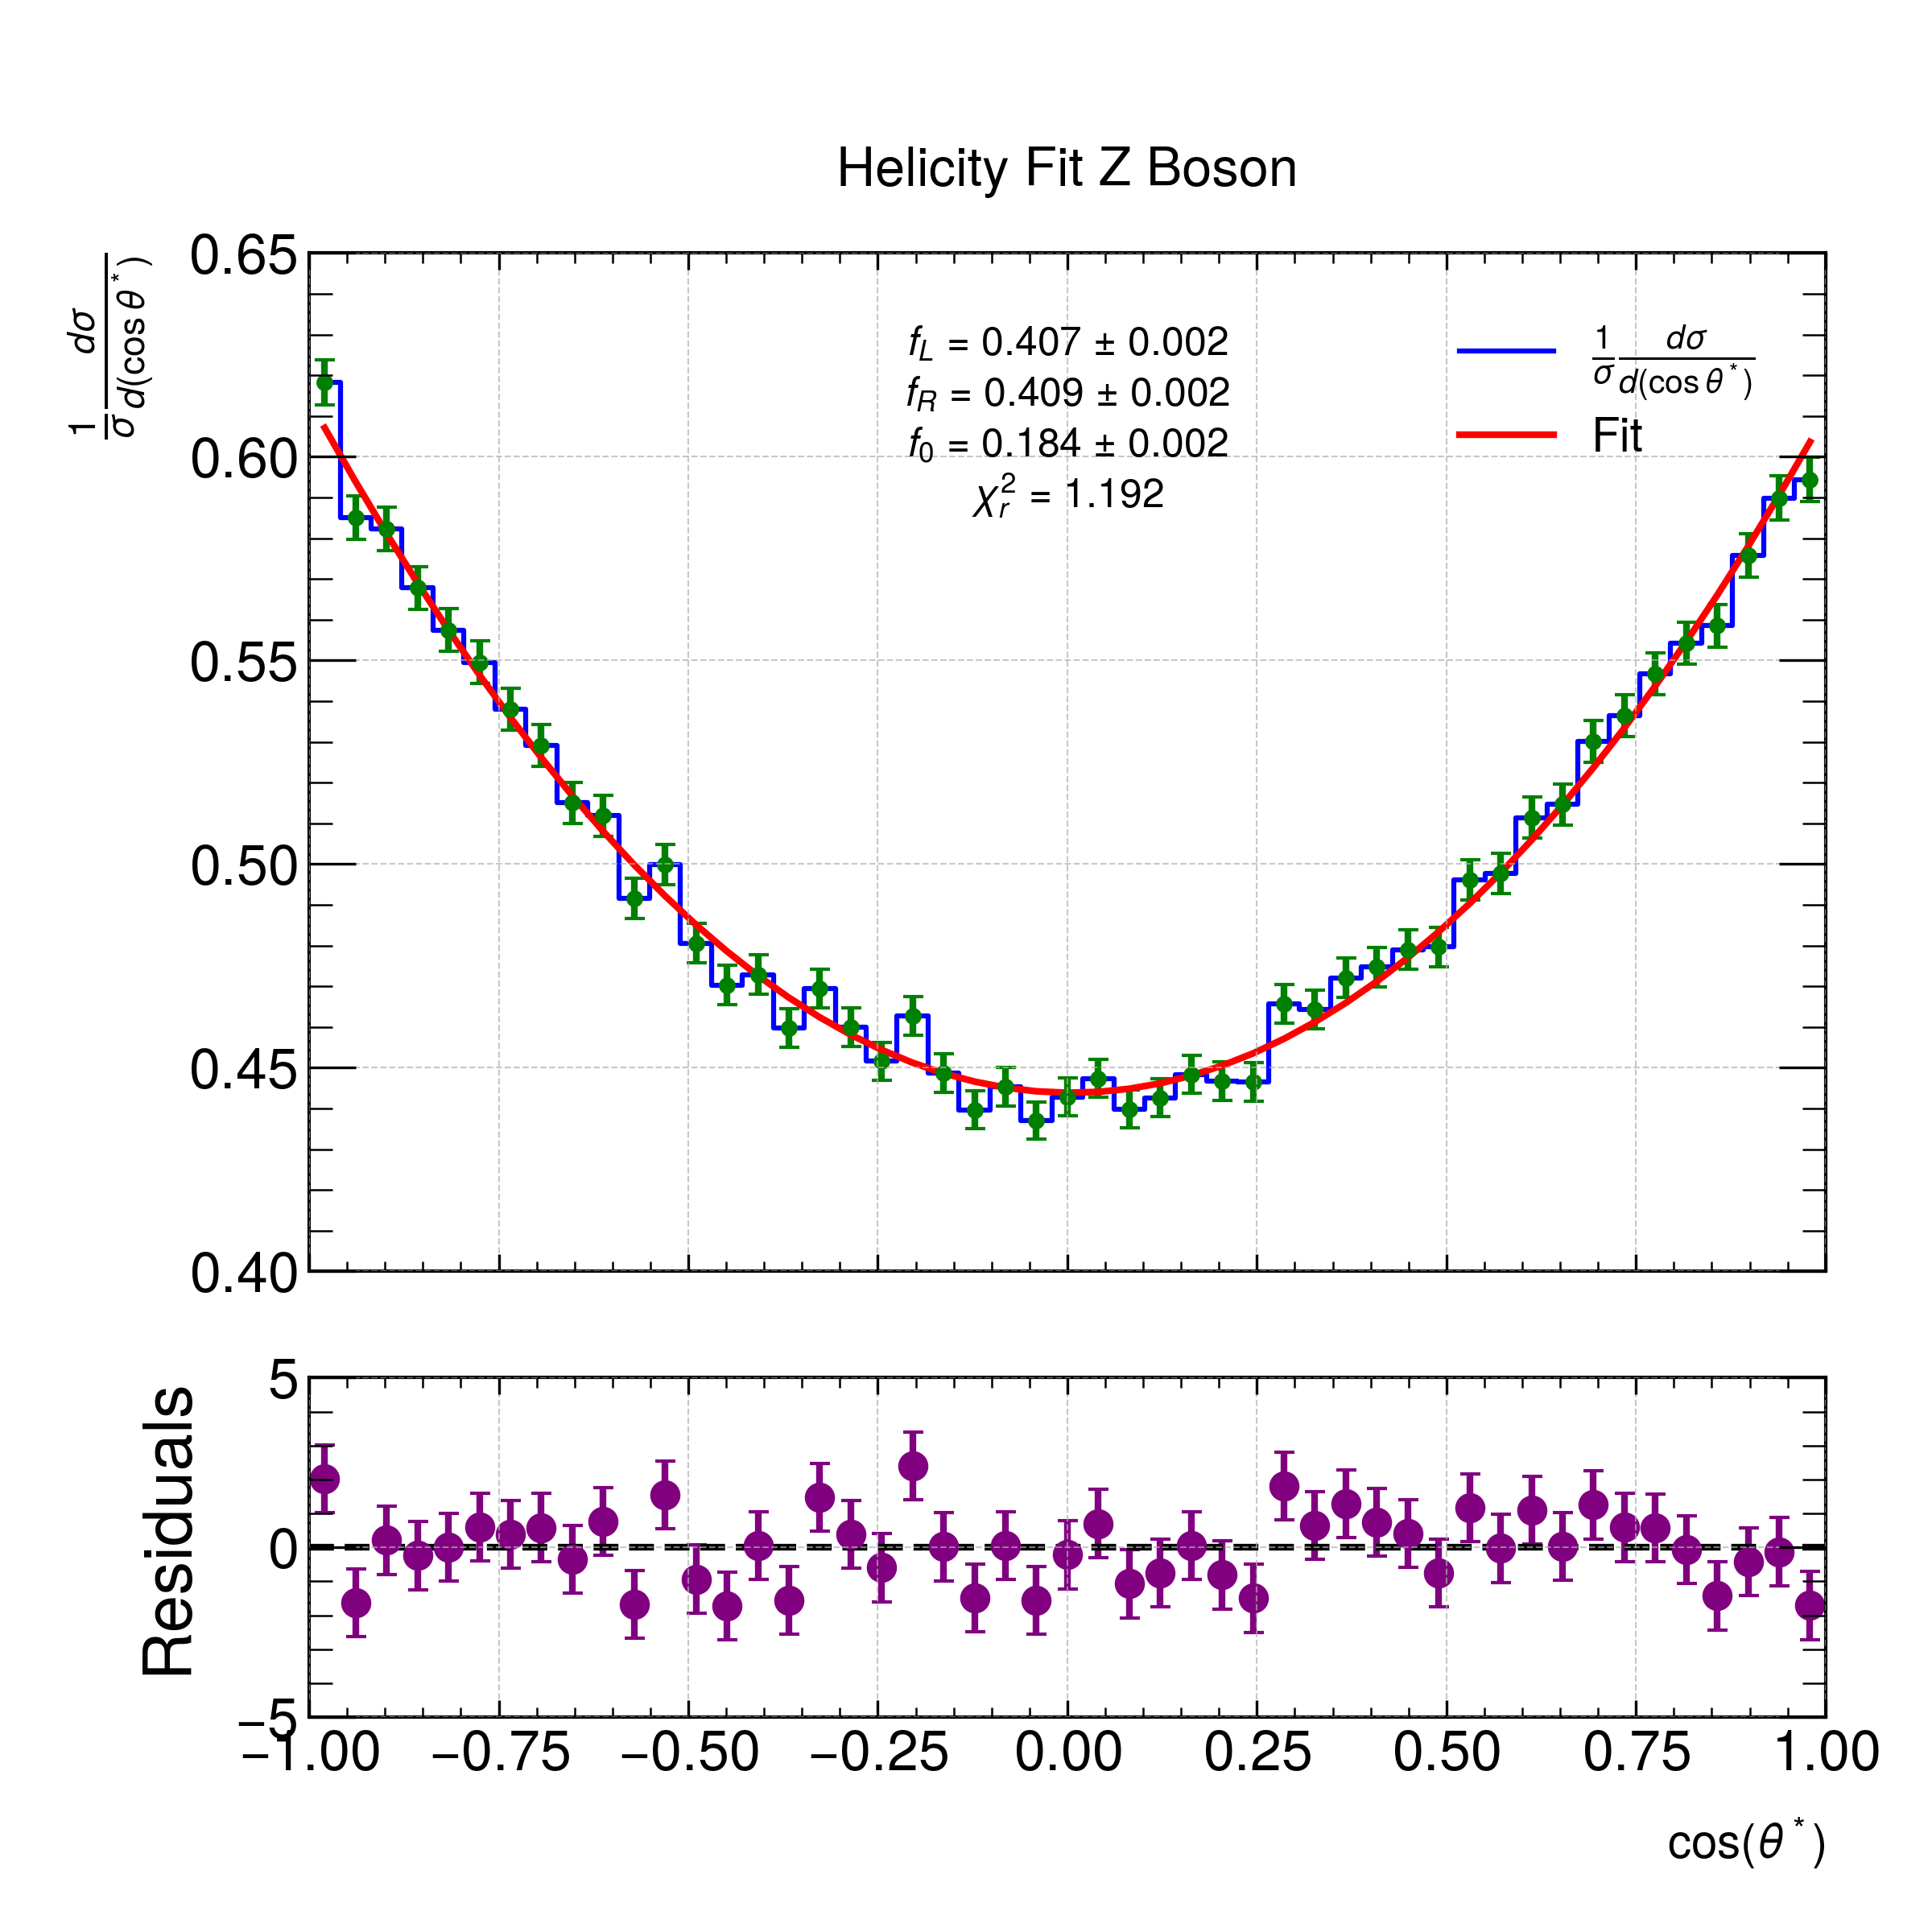 Helicity Fit Z Boson
1/σ dσ/d(cos θ*)
0.65
0.60
0.55
0.50
0.45
0.40
f_L = 0.407 ± 0.002
f_R = 0.409 ± 0.002
f_0 = 0.184 ± 0.002
χ²_r = 1.192
1/σ dσ/d(cos θ*)
Fit
Residuals
5
0
−5
−1.00 −0.75 −0.50 −0.25 0.00 0.25 0.50 0.75 1.00
cos(θ*)